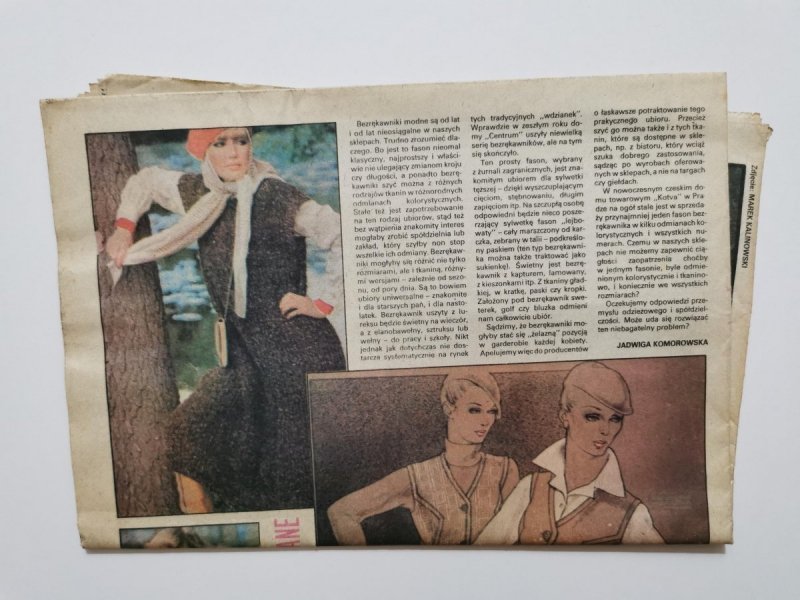 Bezrękawniki modne są od lat
i od lat nieosiągalne w naszych
sklepach. Trudno zrozumieć dla-
czego. Bo jest to fason nieomal
klasyczny, najprostszy i właści-
wie nie ulegający zmianom kroju
czy długości, a ponadto bezrę-
kawniki szyć można z różnych
rodzajów tkanin w różnorodnych
odmianach kolorystycznych.
Stałe też jest zapotrzebowanie
na ten rodzaj ubiorów, stąd też
bez wątpienia znakomity interes
mogłaby zrobić spółdzielnia lub
zakład, który szyłby non stop
wszelkie ich odmiany. Bezrękaw-
niki mogłyby się różnić nie tylko
rozmiarami, ale i tkaniną, różny-
mi wersjami – zależnie od sezo-
nu, od pory dnia. Są to bowiem
ubiory uniwersalne – znakomite
i dla starszych pań, i dla nasto-
latek. Bezrękawnik uszyty z lu-
reksu będzie świetny na wieczór,
a z elanobawełny, sztruksu lub
wełny – do pracy i szkoły. Nikt
jednak jak dotychczas nie dos-
tarcza systematycznie na rynek
tych tradycyjnych „wdzianek".
Wprawdzie w zeszłym roku do-
my „Centrum" uszyły niewielką
serię bezrękawników, ale na tym
się skończyło.
Ten prosty fason, wybrany
z żurnali zagranicznych, jest zna-
komitym ubiorem dla sylwetki
tęższej – dzięki wyszczuplającym
cięciom, stębnowaniu, długim
zapięciom itp. Na szczupłą osobę
odpowiedni będzie nieco posze-
rzający sylwetkę fason „lejbo-
waty" – cały marszczony od kar-
czka, zebrany w talii – podkreślo-
ny paskiem (ten typ bezrękawni-
ka można także traktować jako
sukienkę). Świetny jest bezrę-
kawnik z kapturem, lamowany,
z kieszonkami itp. Z tkaniny gład-
kiej, w kratkę, paski czy kropki.
Założony pod bezrękawnik swe-
terek, golf czy bluzka odmieni
nam całkowicie ubiór.
Sądzimy, że bezrękawniki mo-
głyby stać się „żelazną" pozycją
w garderobie każdej kobiety.
Apelujemy więc do producentów
o łaskawsze potraktowanie tego
praktycznego ubioru. Przecież
szyć go można także i z tych tka-
nin, które są dostępne w skle-
pach, np. z bistoru, który wciąż
szuka dobrego zastosowania,
sądząc po wyrobach oferowa-
nych w sklepach, a nie na targach
czy giełdach.
W nowoczesnym czeskim do-
mu towarowym „Kotva" w Pra-
dze na ogół stale jest w sprzeda-
ży przynajmniej jeden fason bez-
rękawnika w kilku odmianach ko-
lorystycznych i wszystkich nu-
merach. Czemu w naszych skle-
pach nie możemy zapewnić cią-
głości zaopatrzenia choćby
w jednym fasonie, byle odmie-
nionym kolorystycznie i tkanino-
wo, i koniecznie we wszystkich
rozmiarach?
Oczekujemy odpowiedzi prze-
mysłu odzieżowego i spółdziel-
czości. Może uda się rozwiązać
ten niebagatelny problem?
JADWIGA KOMOROWSKA
Zdjęcie: MAREK KALINOWSKI
ANE